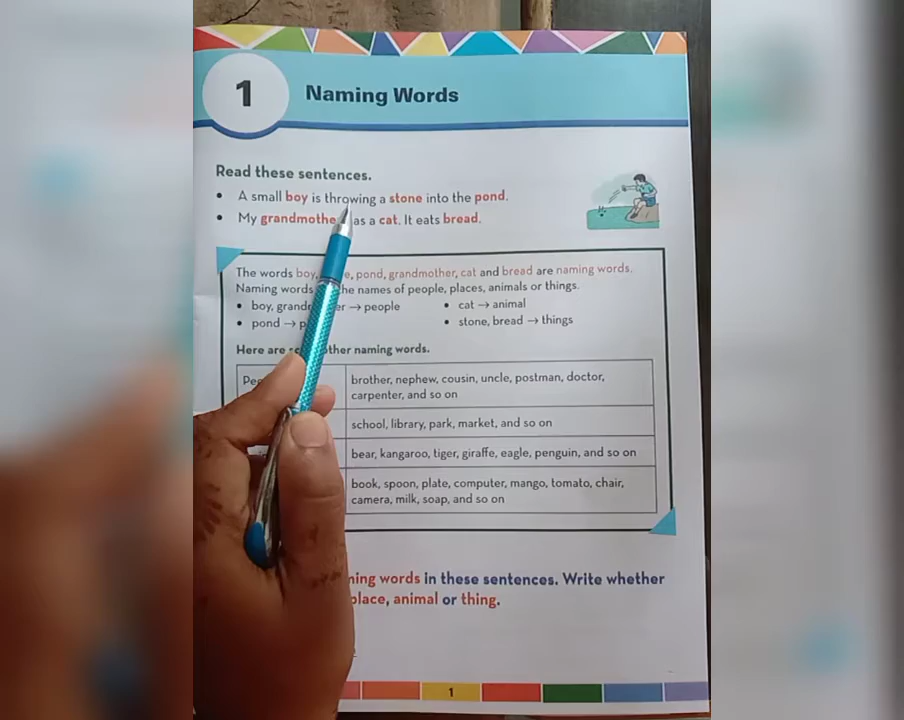 1
Naming Words
Read these sentences.
• A small boy is throwing a stone into the pond.
• My grandmothe as a cat. It eats bread.
The words boy, e, pond, grandmother, cat and bread are naming words.
Naming words he names of people, places, animals or things.
• boy, grand er → people
• cat → animal
• pond → p
• stone, bread → things
Here are ther naming words.
Pe
brother, nephew, cousin, uncle, postman, doctor,
carpenter, and so on
school, library, park, market, and so on
bear, kangaroo, tiger, giraffe, eagle, penguin, and so on
book, spoon, plate, computer, mango, tomato, chair,
camera, milk, soap, and so on
ning words in these sentences. Write whether
place, animal or thing.
1